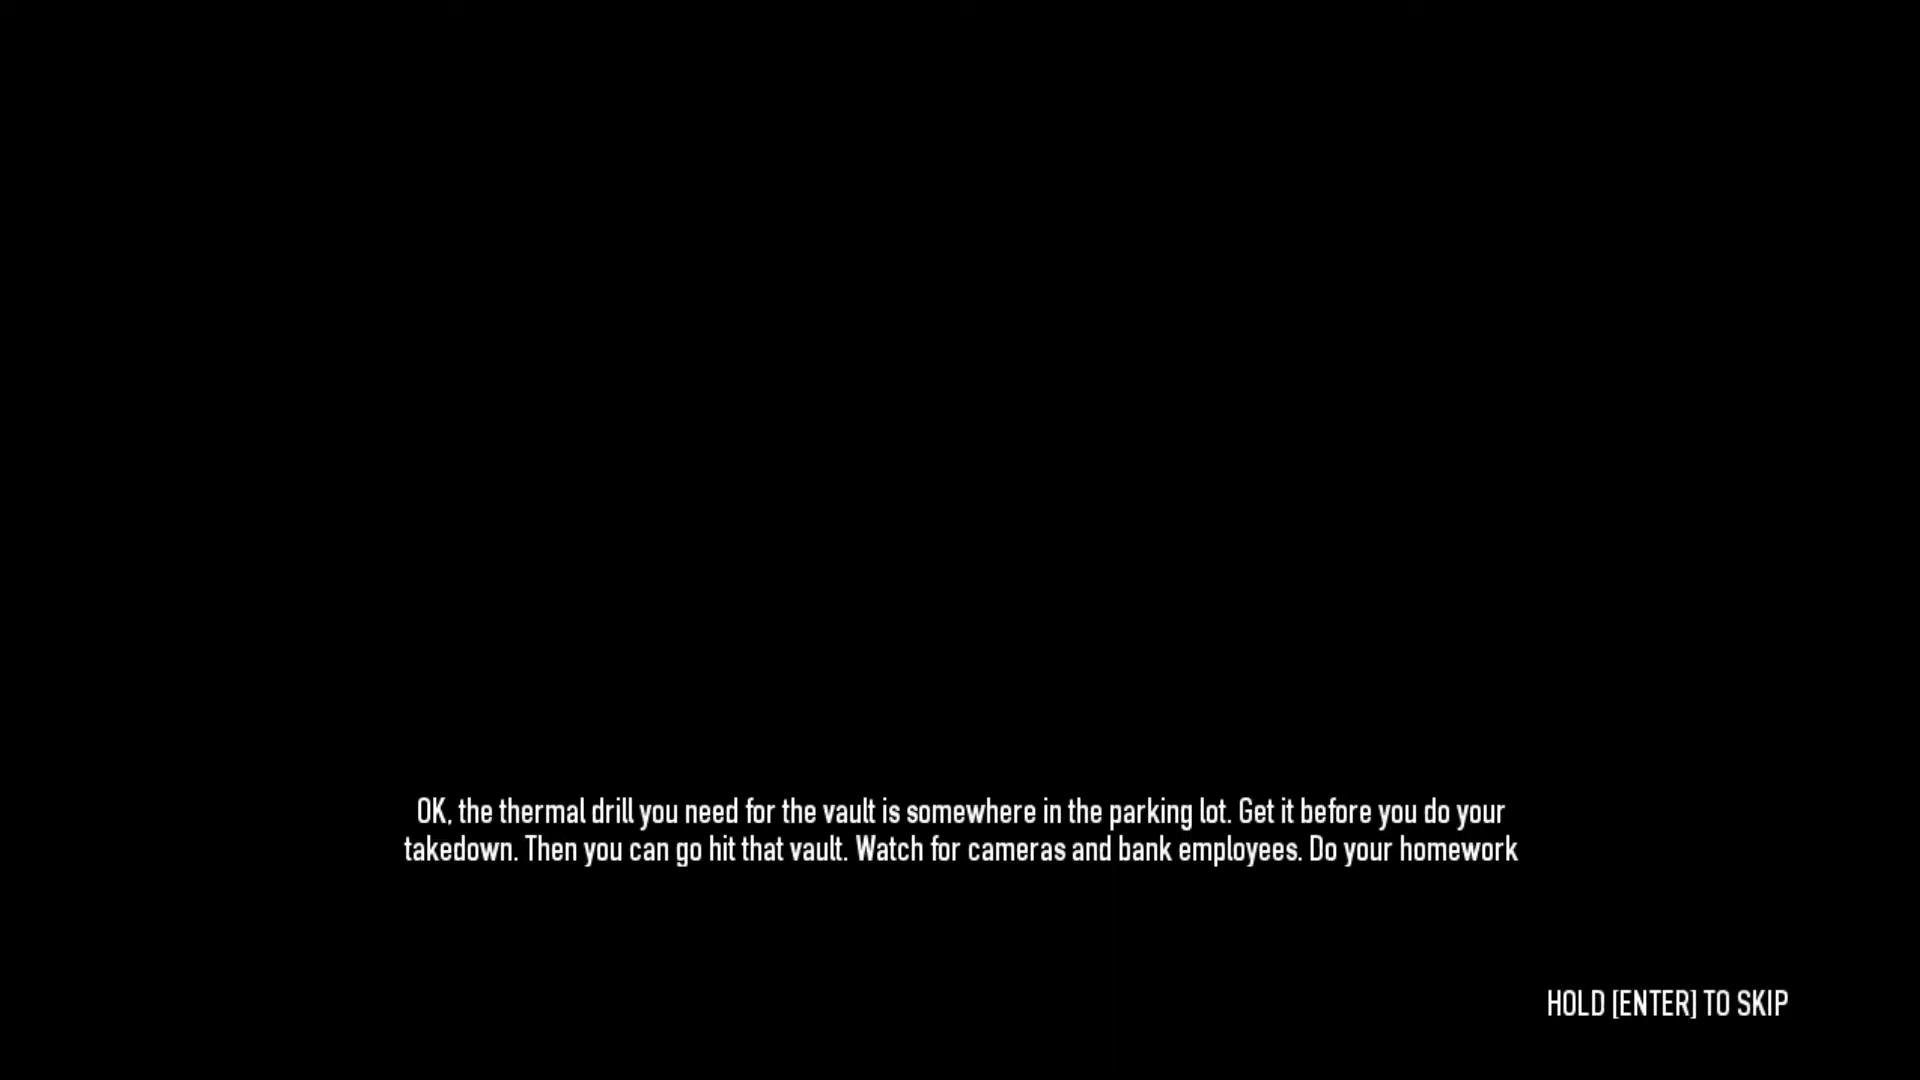 OK, the thermal drill you need for the vault is somewhere in the parking lot. Get it before you do your
takedown. Then you can go hit that vault. Watch for cameras and bank employees. Do your homework
HOLD [ENTER] TO SKIP